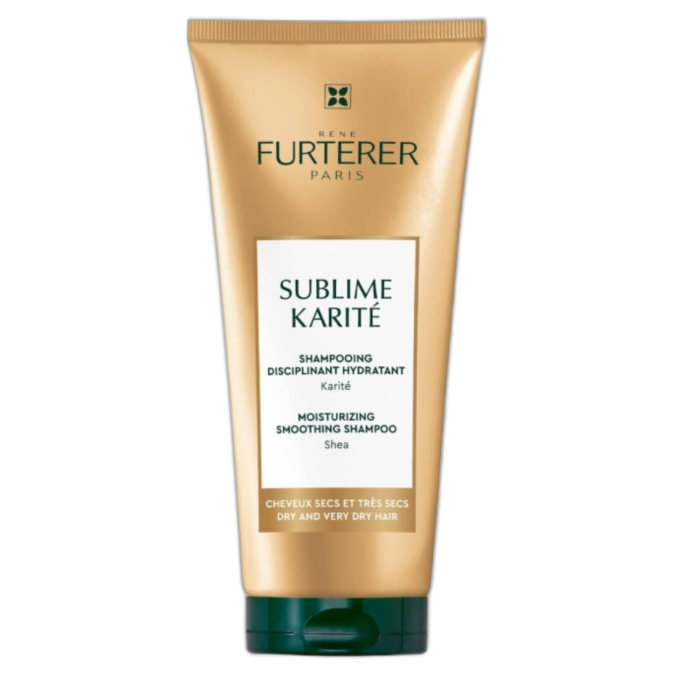 RENE
FURTERER
PARIS
SUBLIME
KARITÉ
SHAMPOOING
DISCIPLINANT HYDRATANT
Karité
MOISTURIZING
SMOOTHING SHAMPOO
Shea
CHEVEUX SECS ET TRÈS SECS
DRY AND VERY DRY HAIR